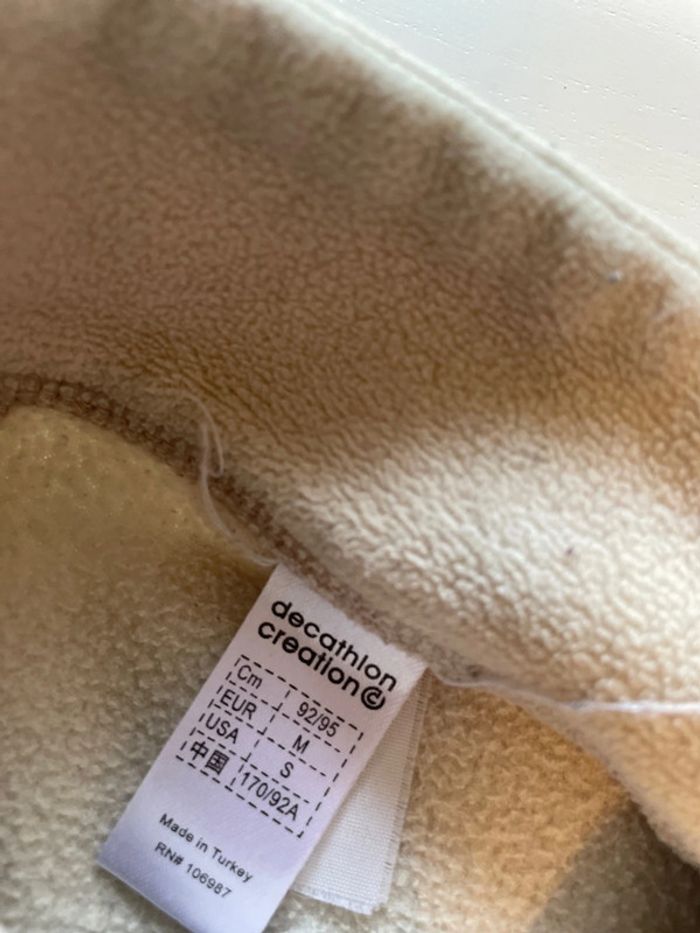 decathlon
creation©
Cm 92/95
EUR M
USA S
中国 170/92A
Made in Turkey
RN# 106987